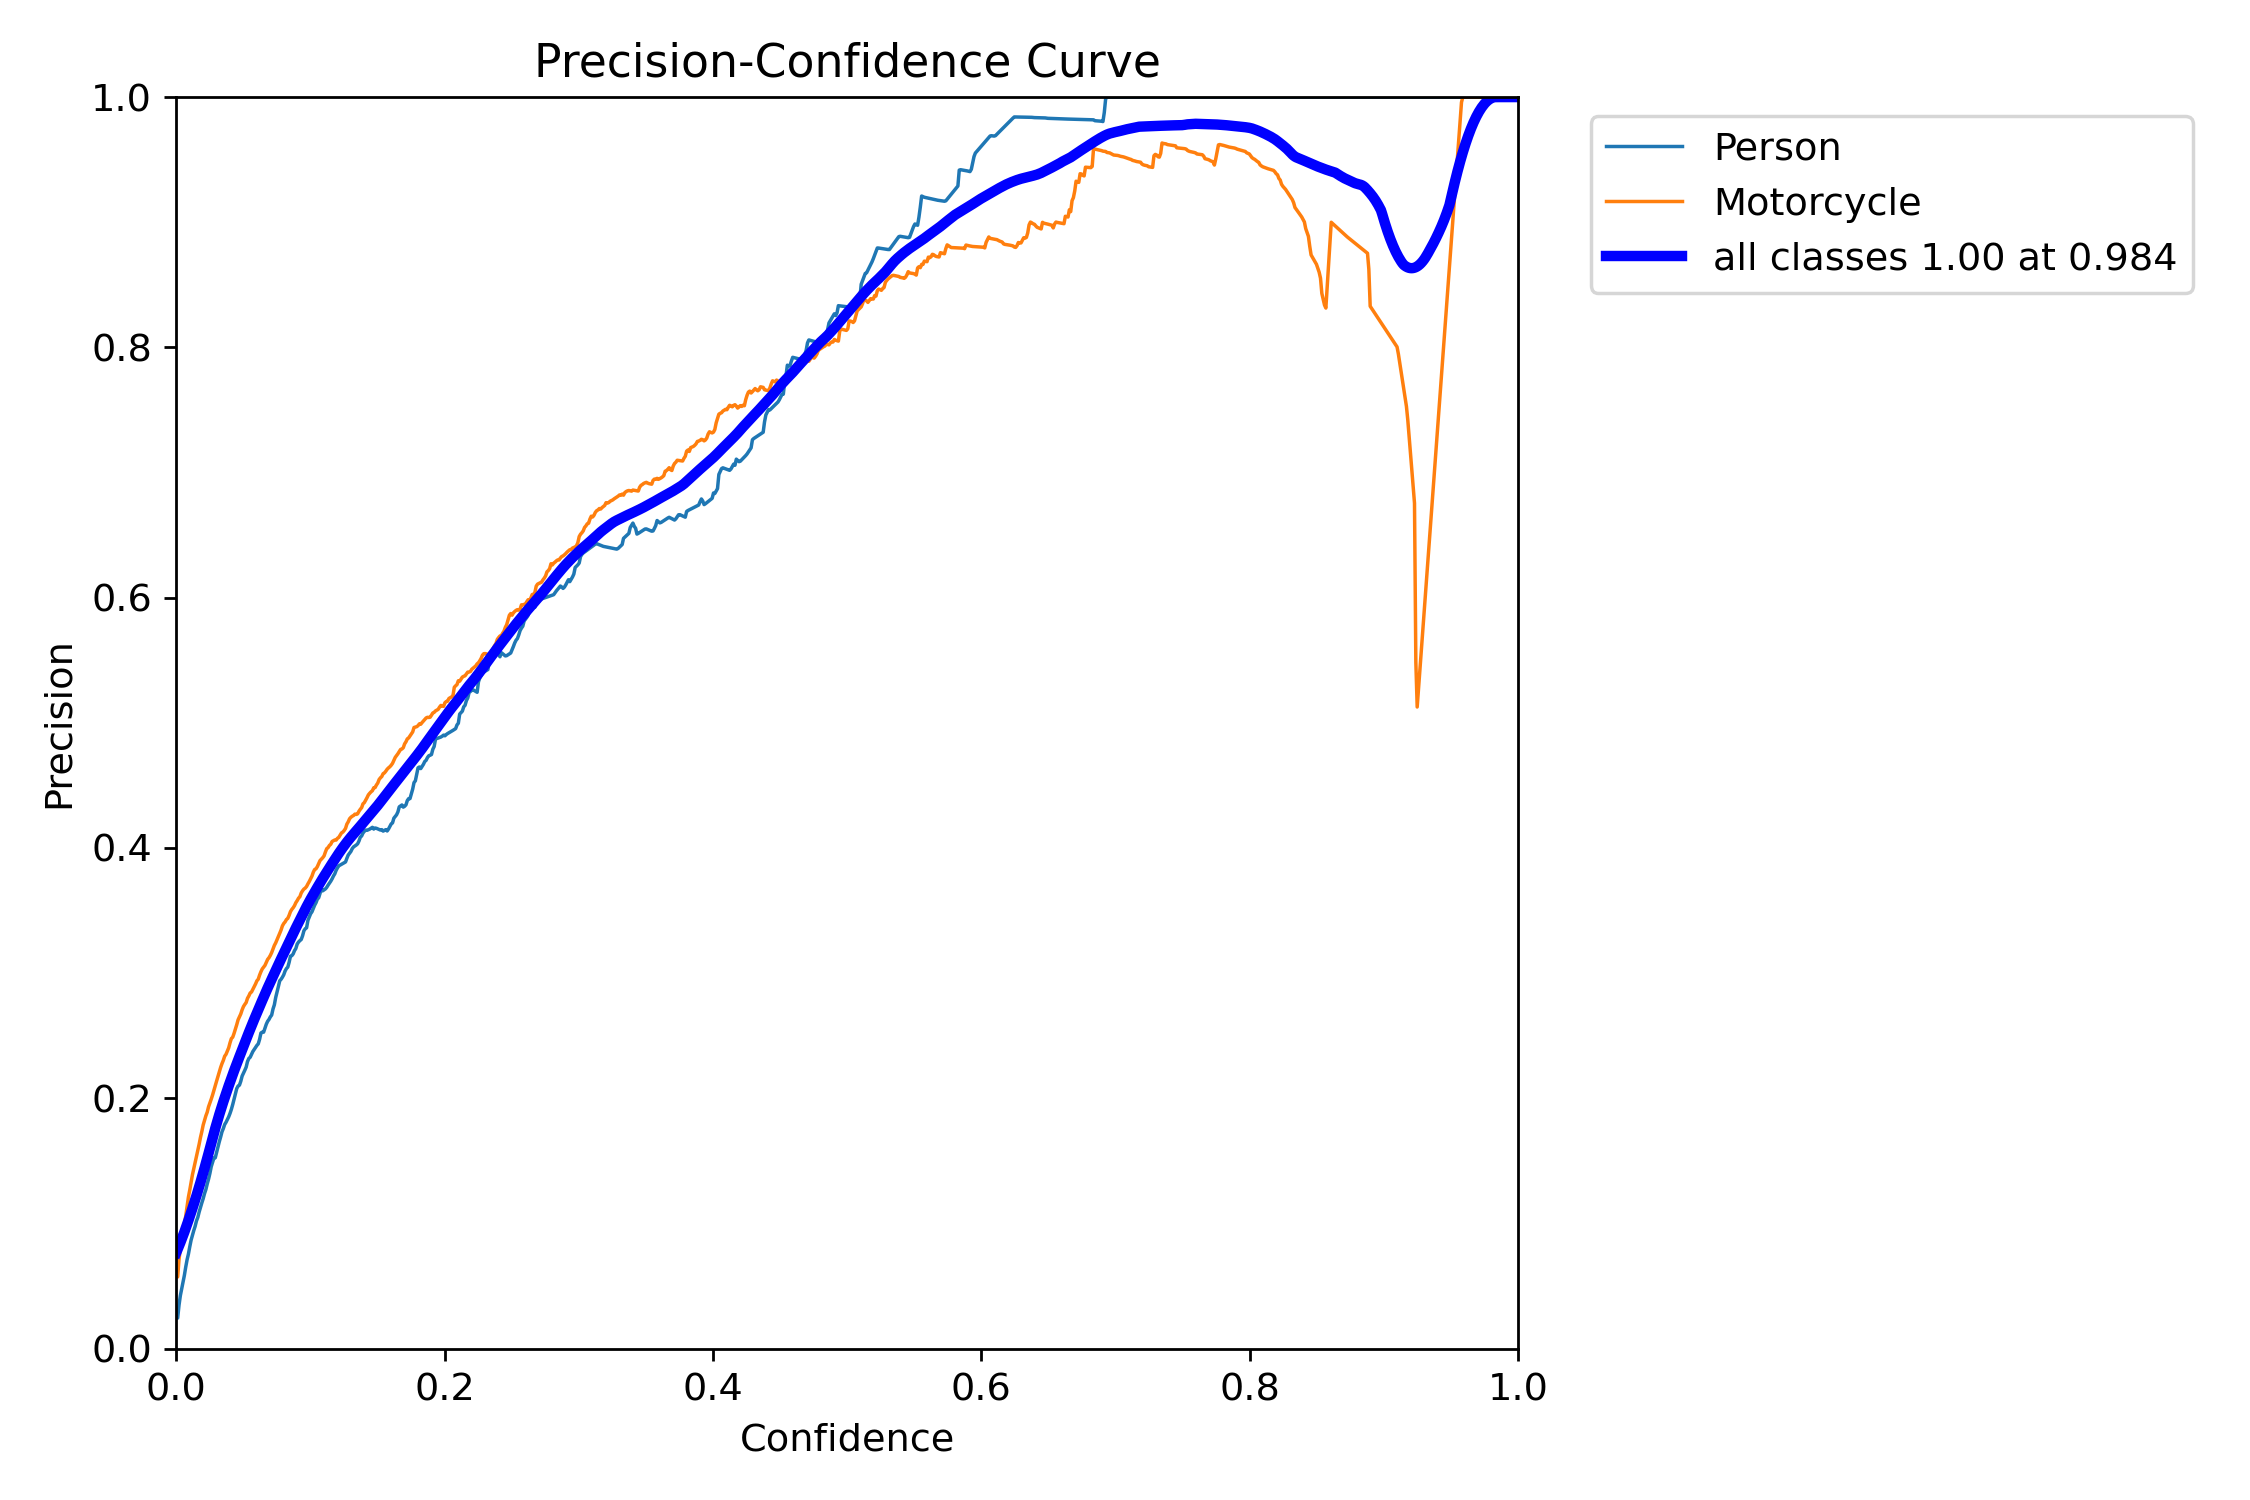 Precision-Confidence Curve
1.0
0.8
0.6
0.4
0.2
0.0
Precision
0.0 0.2 0.4 0.6 0.8 1.0
Confidence
Person
Motorcycle
all classes 1.00 at 0.984